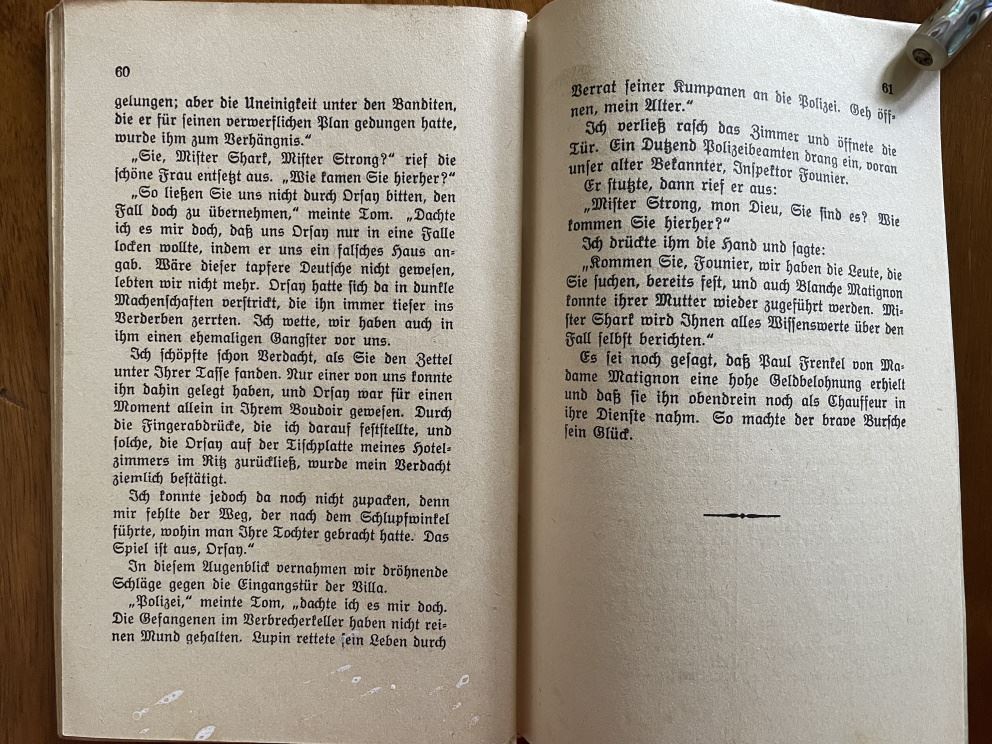 60
gelungen; aber die Uneinigkeit unter den Banditen,
die er für seinen verwerflichen Plan gedungen hatte,
wurde ihm zum Verhängnis.“
„Sie, Mister Shark, Mister Strong?“ rief die
schöne Frau entsetzt aus. „Wie kamen Sie hierher?“
„So ließen Sie uns nicht durch Orsay bitten, den
Fall doch zu übernehmen,“ meinte Tom. „Dachte
ich es mir doch, daß uns Orsay nur in eine Falle
locken wollte, indem er uns ein falsches Haus an-
gab. Wäre dieser tapfere Deutsche nicht gewesen,
lebten wir nicht mehr. Orsay hatte sich da in dunkle
Machenschaften verstrickt, die ihn immer tiefer ins
Verderben zerrten. Ich wette, wir haben auch in
ihm einen ehemaligen Gangster vor uns.
Ich schöpfte schon Verdacht, als Sie den Zettel
unter Ihrer Tasse fanden. Nur einer von uns konnte
ihn dahin gelegt haben, und Orsay war für einen
Moment allein in Ihrem Boudoir gewesen. Durch
die Fingerabdrücke, die ich darauf feststellte, und
solche, die Orsay auf der Tischplatte meines Hotel-
zimmers im Ritz zurückließ, wurde mein Verdacht
ziemlich bestätigt.
Ich konnte jedoch da noch nicht zupacken, denn
mir fehlte der Weg, der nach dem Schlupfwinkel
führte, wohin man Ihre Tochter gebracht hatte. Das
Spiel ist aus, Orsay.“
In diesem Augenblick vernahmen wir dröhnende
Schläge gegen die Eingangstür der Villa.
„Polizei,“ meinte Tom, „dachte ich es mir doch.
Die Gefangenen im Verbrecherkeller haben nicht rei-
nen Mund gehalten. Lupin rettete sein Leben durch
61
Verrat seiner Kumpanen an die Polizei. Geh öff-
nen, mein Alter.“
Ich verließ rasch das Zimmer und öffnete die
Tür. Ein Dutzend Polizeibeamten drang ein, voran
unser alter Bekannter, Inspektor Founier.
Er stutzte, dann rief er aus:
„Mister Strong, mon Dieu, Sie sind es? Wie
kommen Sie hierher?“
Ich drückte ihm die Hand und sagte:
„Kommen Sie, Founier, wir haben die Leute, die
Sie suchen, bereits fest, und auch Blanche Matignon
konnte ihrer Mutter wieder zugeführt werden. Mi-
ster Shark wird Ihnen alles Wissenswerte über den
Fall selbst berichten.“
Es sei noch gesagt, daß Paul Frenkel von Ma-
dame Matignon eine hohe Geldbelohnung erhielt
und daß sie ihn obendrein noch als Chauffeur in
ihre Dienste nahm. So machte der brave Bursche
sein Glück.